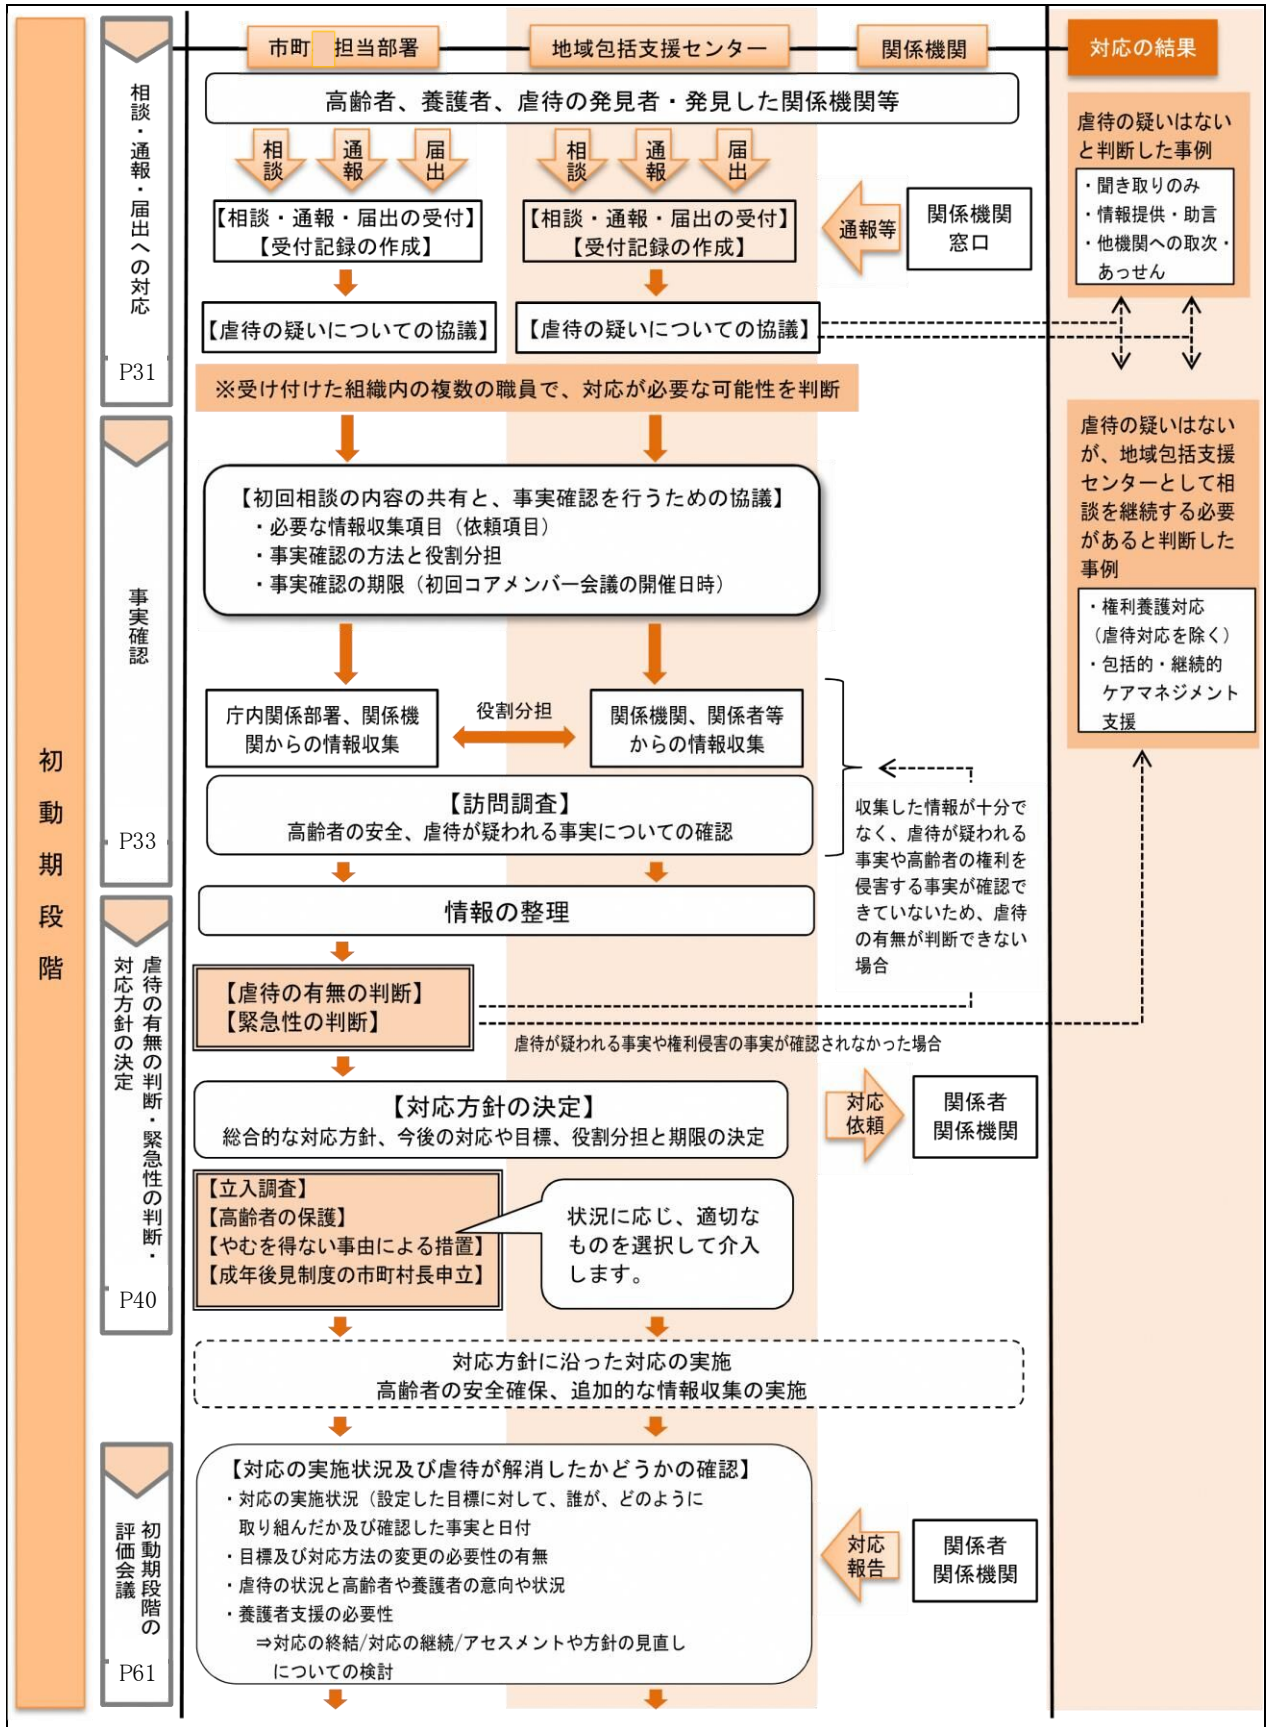 市町 担当部署
地域包括支援センター
関係機関
対応の結果
初動期段階
相談・通報・届出への対応
P31
高齢者、養護者、虐待の発見者・発見した関係機関等
相談
通報
届出
相談
通報
届出
【相談・通報・届出の受付】
【受付記録の作成】
【相談・通報・届出の受付】
【受付記録の作成】
通報等
関係機関
窓口
【虐待の疑いについての協議】
【虐待の疑いについての協議】
※受け付けた組織内の複数の職員で、対応が必要な可能性を判断
虐待の疑いはない
と判断した事例
・聞き取りのみ
・情報提供・助言
・他機関への取次・
あっせん
虐待の疑いはない
が、地域包括支援
センターとして相
談を継続する必要
があると判断した
事例
・権利養護対応
（虐待対応を除く）
・包括的・継続的
ケアマネジメント
支援
事実確認
P33
【初回相談の内容の共有と、事実確認を行うための協議】
・必要な情報収集項目（依頼項目）
・事実確認の方法と役割分担
・事実確認の期限（初回コアメンバー会議の開催日時）
庁内関係部署、関係機
関からの情報収集
役割分担
関係機関、関係者等
からの情報収集
【訪問調査】
高齢者の安全、虐待が疑われる事実についての確認
収集した情報が十分で
なく、虐待が疑われる
事実や高齢者の権利を
侵害する事実が確認で
きていないため、虐待
の有無が判断できない
場合
情報の整理
虐待の有無の判断・緊急性の判断・
対応方針の決定
P40
【虐待の有無の判断】
【緊急性の判断】
虐待が疑われる事実や権利侵害の事実が確認されなかった場合
【対応方針の決定】
総合的な対応方針、今後の対応や目標、役割分担と期限の決定
対応
依頼
関係者
関係機関
【立入調査】
【高齢者の保護】
【やむを得ない事由による措置】
【成年後見制度の市町村長申立】
状況に応じ、適切な
ものを選択して介入
します。
対応方針に沿った対応の実施
高齢者の安全確保、追加的な情報収集の実施
初動期段階の
評価会議
P61
【対応の実施状況及び虐待が解消したかどうかの確認】
・対応の実施状況（設定した目標に対して、誰が、どのように
取り組んだか及び確認した事実と日付
・目標及び対応方法の変更の必要性の有無
・虐待の状況と高齢者や養護者の意向や状況
・養護者支援の必要性
⇒対応の終結/対応の継続/アセスメントや方針の見直し
についての検討
対応
報告
関係者
関係機関